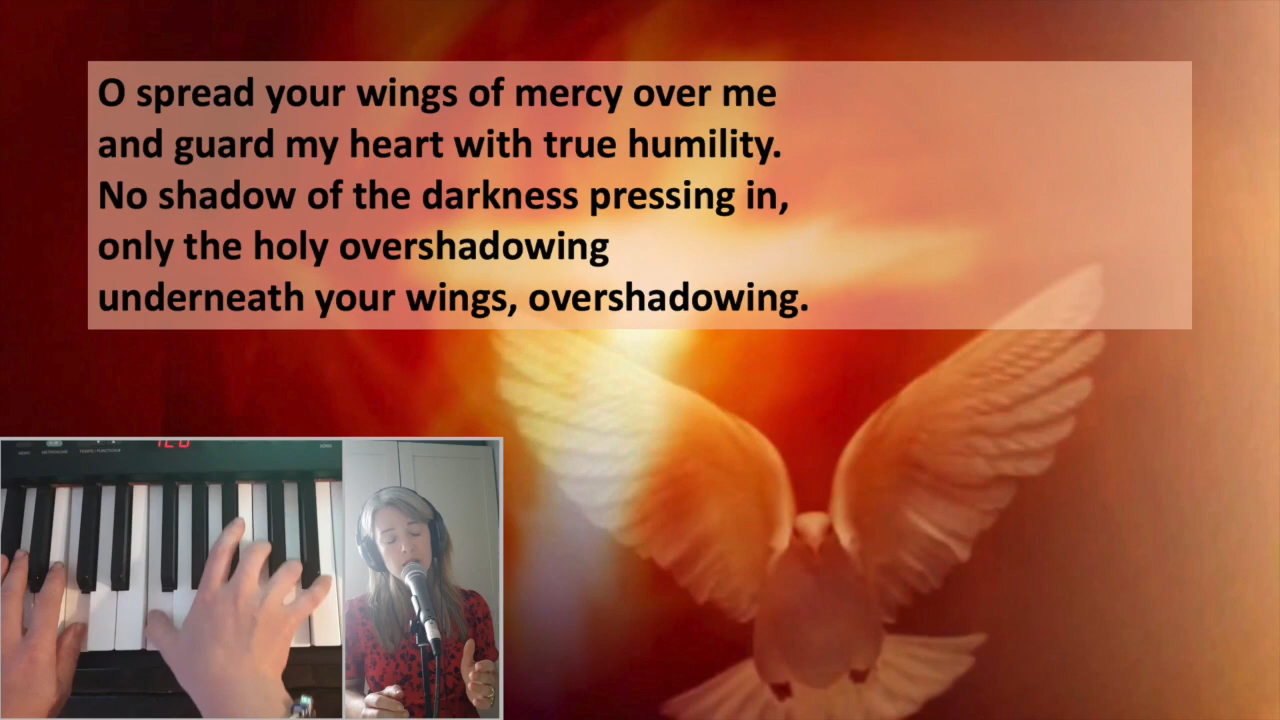 O spread your wings of mercy over me
and guard my heart with true humility.
No shadow of the darkness pressing in,
only the holy overshadowing
underneath your wings, overshadowing.